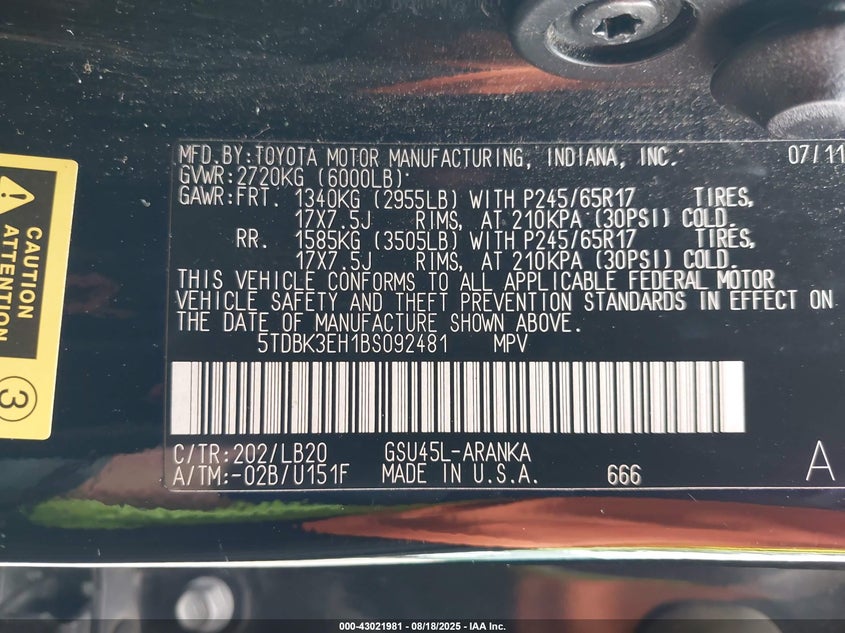 MFD.BY:TOYOTA MOTOR MANUFACTURING, INDIANA, INC. 07/11
GVWR:2720KG (6000LB)
GAWR:FRT. 1340KG (2955LB) WITH P245/65R17 TIRES,
17X7.5J RIMS, AT 210KPA (30PSI) COLD.
RR. 1585KG (3505LB) WITH P245/65R17 TIRES,
17X7.5J RIMS, AT 210KPA (30PSI) COLD.
THIS VEHICLE CONFORMS TO ALL APPLICABLE FEDERAL MOTOR
VEHICLE SAFETY AND THEFT PREVENTION STANDARDS IN EFFECT ON
THE DATE OF MANUFACTURE SHOWN ABOVE.
5TDBK3EH1BS092481 MPV
C/TR:202/LB20 GSU45L-ARANKA
A/TM:-02B/U151F MADE IN U.S.A. 666 A
CAUTION
ATTENTION
3
000-43021981 - 08/18/2025 - IAA Inc.